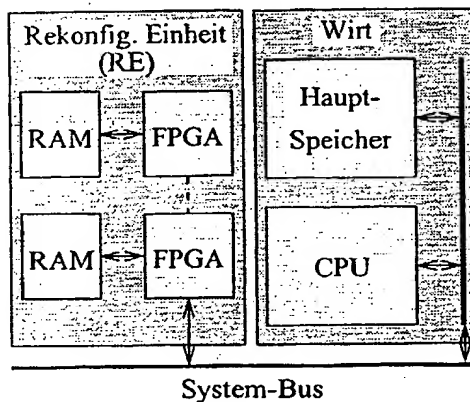 Rekonfig. Einheit
(RE)
RAM
FPGA
RAM
FPGA
Wirt
Haupt-
Speicher
CPU
System-Bus